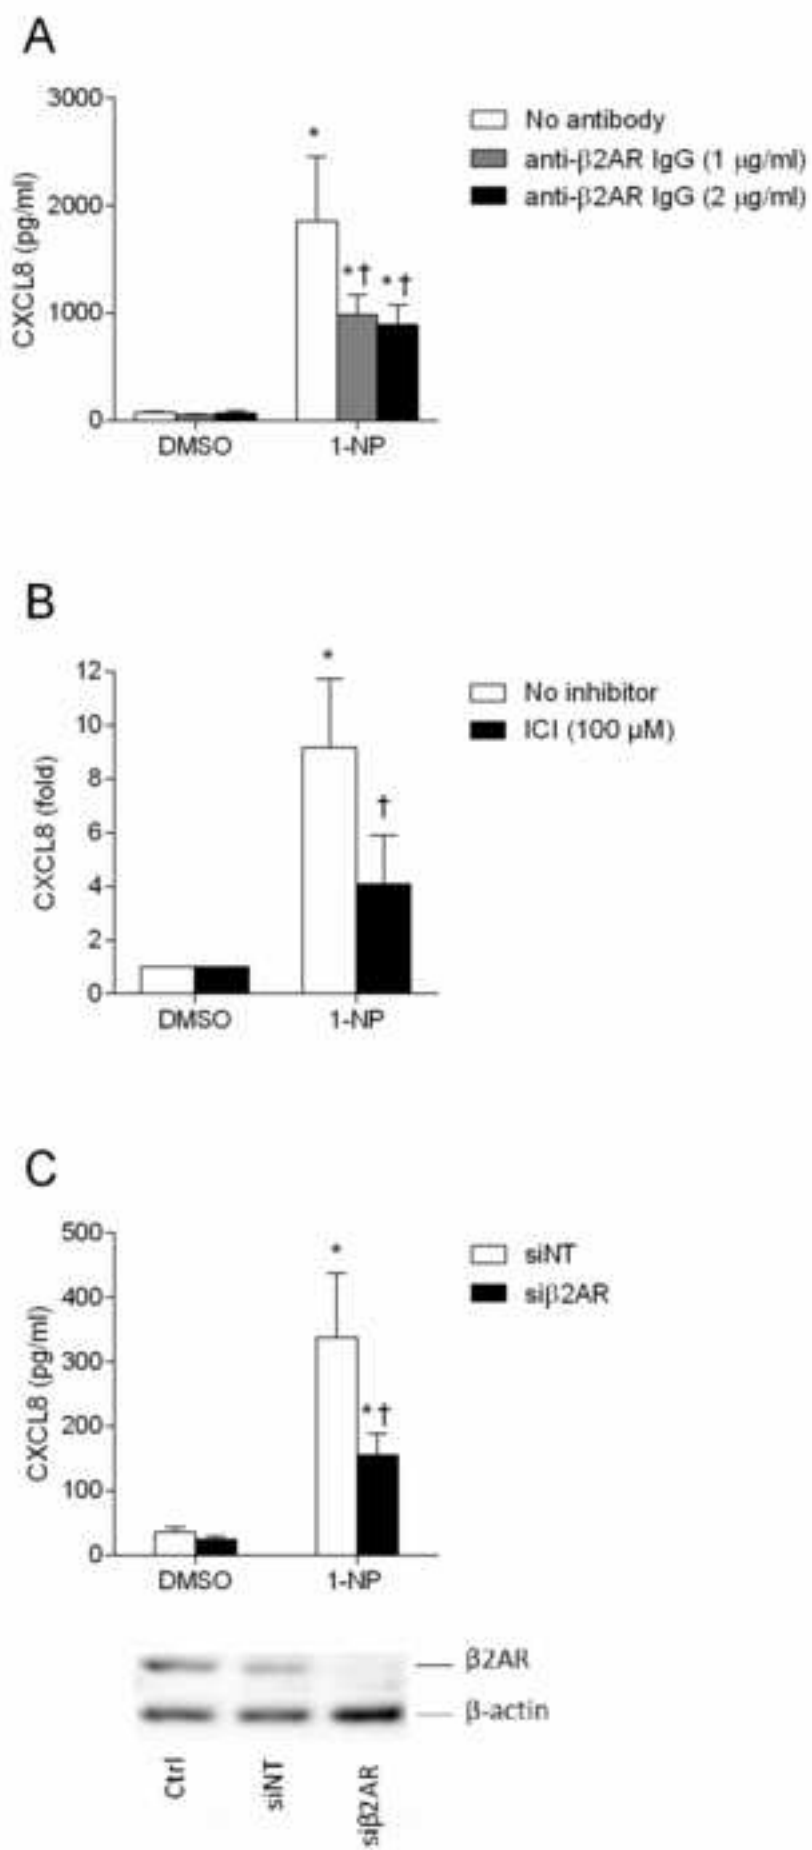 A
3000
2000
1000
0
CXCL8 (pg/ml)
*
*†
*†
DMSO
1-NP
No antibody
anti-β2AR IgG (1 μg/ml)
anti-β2AR IgG (2 μg/ml)
B
12
10
8
6
4
2
0
CXCL8 (fold)
*
†
DMSO
1-NP
No inhibitor
ICI (100 μM)
C
500
400
300
200
100
0
CXCL8 (pg/ml)
*
*†
DMSO
1-NP
siNT
siβ2AR
β2AR
β-actin
Ctrl
siNT
siβ2AR